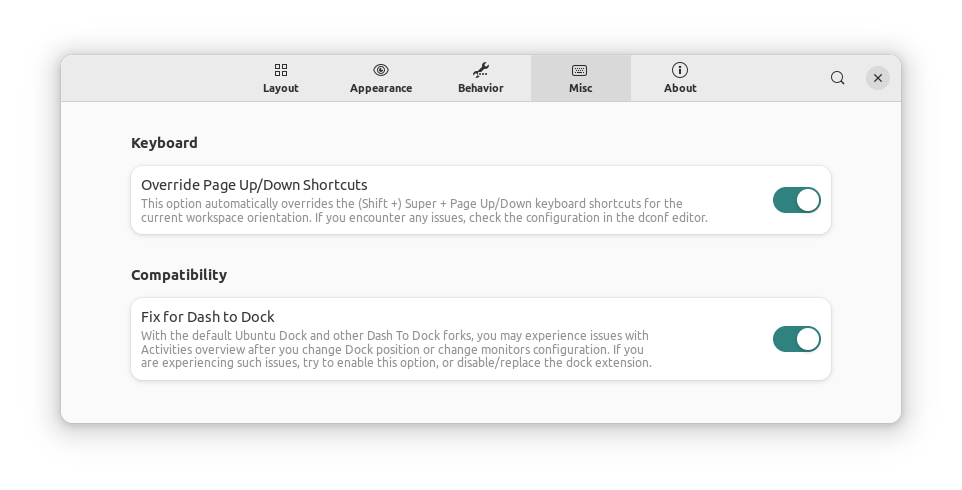 Layout
Appearance
Behavior
Misc
About
Keyboard
Override Page Up/Down Shortcuts
This option automatically overrides the (Shift +) Super + Page Up/Down keyboard shortcuts for the
current workspace orientation. If you encounter any issues, check the configuration in the dconf editor.
Compatibility
Fix for Dash to Dock
With the default Ubuntu Dock and other Dash To Dock forks, you may experience issues with
Activities overview after you change Dock position or change monitors configuration. If you
are experiencing such issues, try to enable this option, or disable/replace the dock extension.